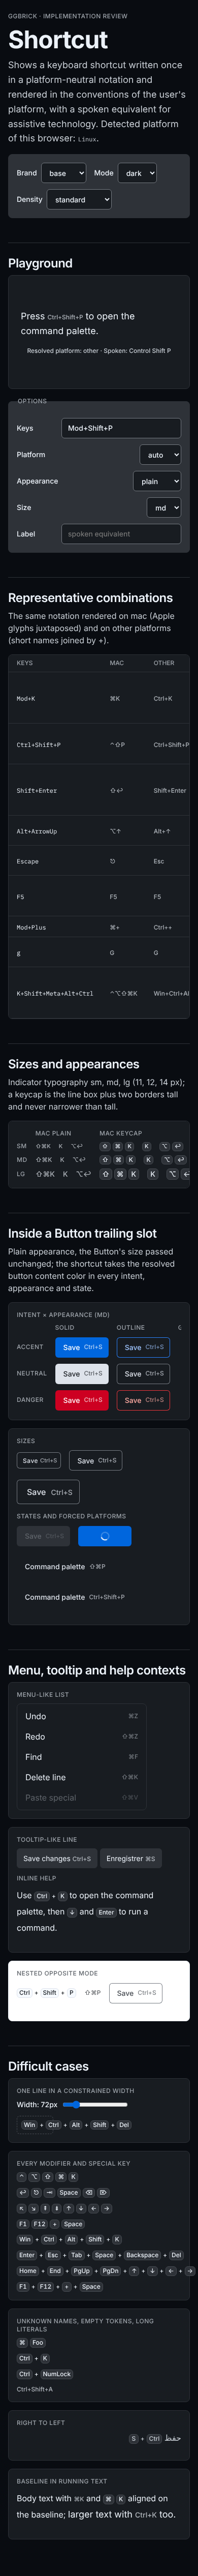 GGBRICK · IMPLEMENTATION REVIEW
Shortcut
Shows a keyboard shortcut written once
in a platform-neutral notation and
rendered in the conventions of the user's
platform, with a spoken equivalent for
assistive technology. Detected platform
of this browser: Linux.
Brand base Mode dark
Density standard
Playground
Press Ctrl+Shift+P to open the
command palette.
Resolved platform: other · Spoken: Control Shift P
OPTIONS
Keys Mod+Shift+P
Platform auto
Appearance plain
Size md
Label spoken equivalent
Representative combinations
The same notation rendered on mac (Apple
glyphs juxtaposed) and on other platforms
(short names joined by +).
KEYS MAC OTHER
Mod+K ⌘K Ctrl+K
Ctrl+Shift+P ⌃⇧P Ctrl+Shift+P
Shift+Enter ⇧↩ Shift+Enter
Alt+ArrowUp ⌥↑ Alt+↑
Escape ⎋ Esc
F5 F5 F5
Mod+Plus ⌘+ Ctrl++
g G G
K+Shift+Meta+Alt+Ctrl ⌃⌥⇧⌘K Win+Ctrl+Al
Sizes and appearances
Indicator typography sm, md, lg (11, 12, 14 px);
a keycap is the line box plus two borders tall
and never narrower than tall.
MAC PLAIN MAC KEYCAP
SM ⇧⌘K K ⌥↩ ⇧ ⌘ K K ⌥ ↩
MD ⇧⌘K K ⌥↩ ⇧ ⌘ K K ⌥ ↩
LG ⇧⌘K K ⌥↩ ⇧ ⌘ K K ⌥ ↩
Inside a Button trailing slot
Plain appearance, the Button's size passed
unchanged; the shortcut takes the resolved
button content color in every intent,
appearance and state.
INTENT × APPEARANCE (MD)
SOLID OUTLINE
ACCENT Save Ctrl+S Save Ctrl+S
NEUTRAL Save Ctrl+S Save Ctrl+S
DANGER Save Ctrl+S Save Ctrl+S
SIZES
Save Ctrl+S Save Ctrl+S
Save Ctrl+S
STATES AND FORCED PLATFORMS
Save Ctrl+S
Command palette ⇧⌘P
Command palette Ctrl+Shift+P
Menu, tooltip and help contexts
MENU-LIKE LIST
Undo ⌘Z
Redo ⇧⌘Z
Find ⌘F
Delete line ⇧⌘K
Paste special ⇧⌘V
TOOLTIP-LIKE LINE
Save changes Ctrl+S Enregistrer ⌘S
INLINE HELP
Use Ctrl + K to open the command
palette, then ↓ and Enter to run a
command.
NESTED OPPOSITE MODE
Ctrl + Shift + P ⇧⌘P Save Ctrl+S
Difficult cases
ONE LINE IN A CONSTRAINED WIDTH
Width: 72px
Win + Ctrl + Alt + Shift + Del
EVERY MODIFIER AND SPECIAL KEY
⌃ ⌥ ⇧ ⌘ K
↩ ⎋ ⇥ Space ⌫ ⌦
↖ ↘ ⇞ ⇟ ↑ ↓ ← →
F1 F12 + Space
Win + Ctrl + Alt + Shift + K
Enter + Esc + Tab + Space + Backspace + Del
Home + End + PgUp + PgDn + ↑ + ↓ + ← + →
F1 + F12 + + + Space
UNKNOWN NAMES, EMPTY TOKENS, LONG
LITERALS
⌘ Foo
Ctrl + K
Ctrl + NumLock
Ctrl+Shift+A
RIGHT TO LEFT
حفظ Ctrl + S
BASELINE IN RUNNING TEXT
Body text with ⌘K and ⌘ K aligned on
the baseline; larger text with Ctrl+K too.